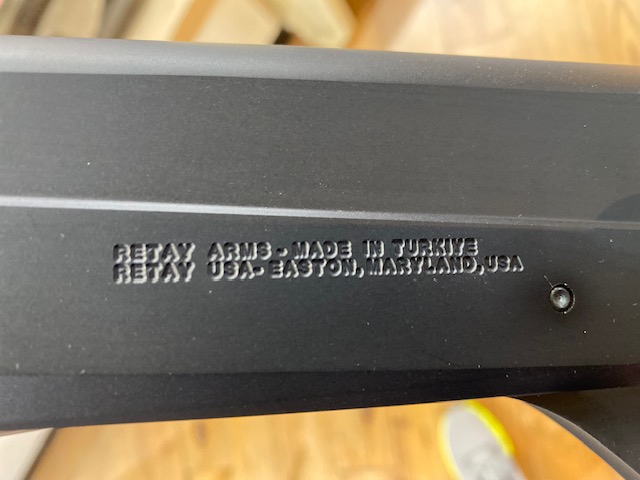 RETAY ARMS - MADE IN TURKIYE
RETAY USA- EASTON, MARYLAND, USA